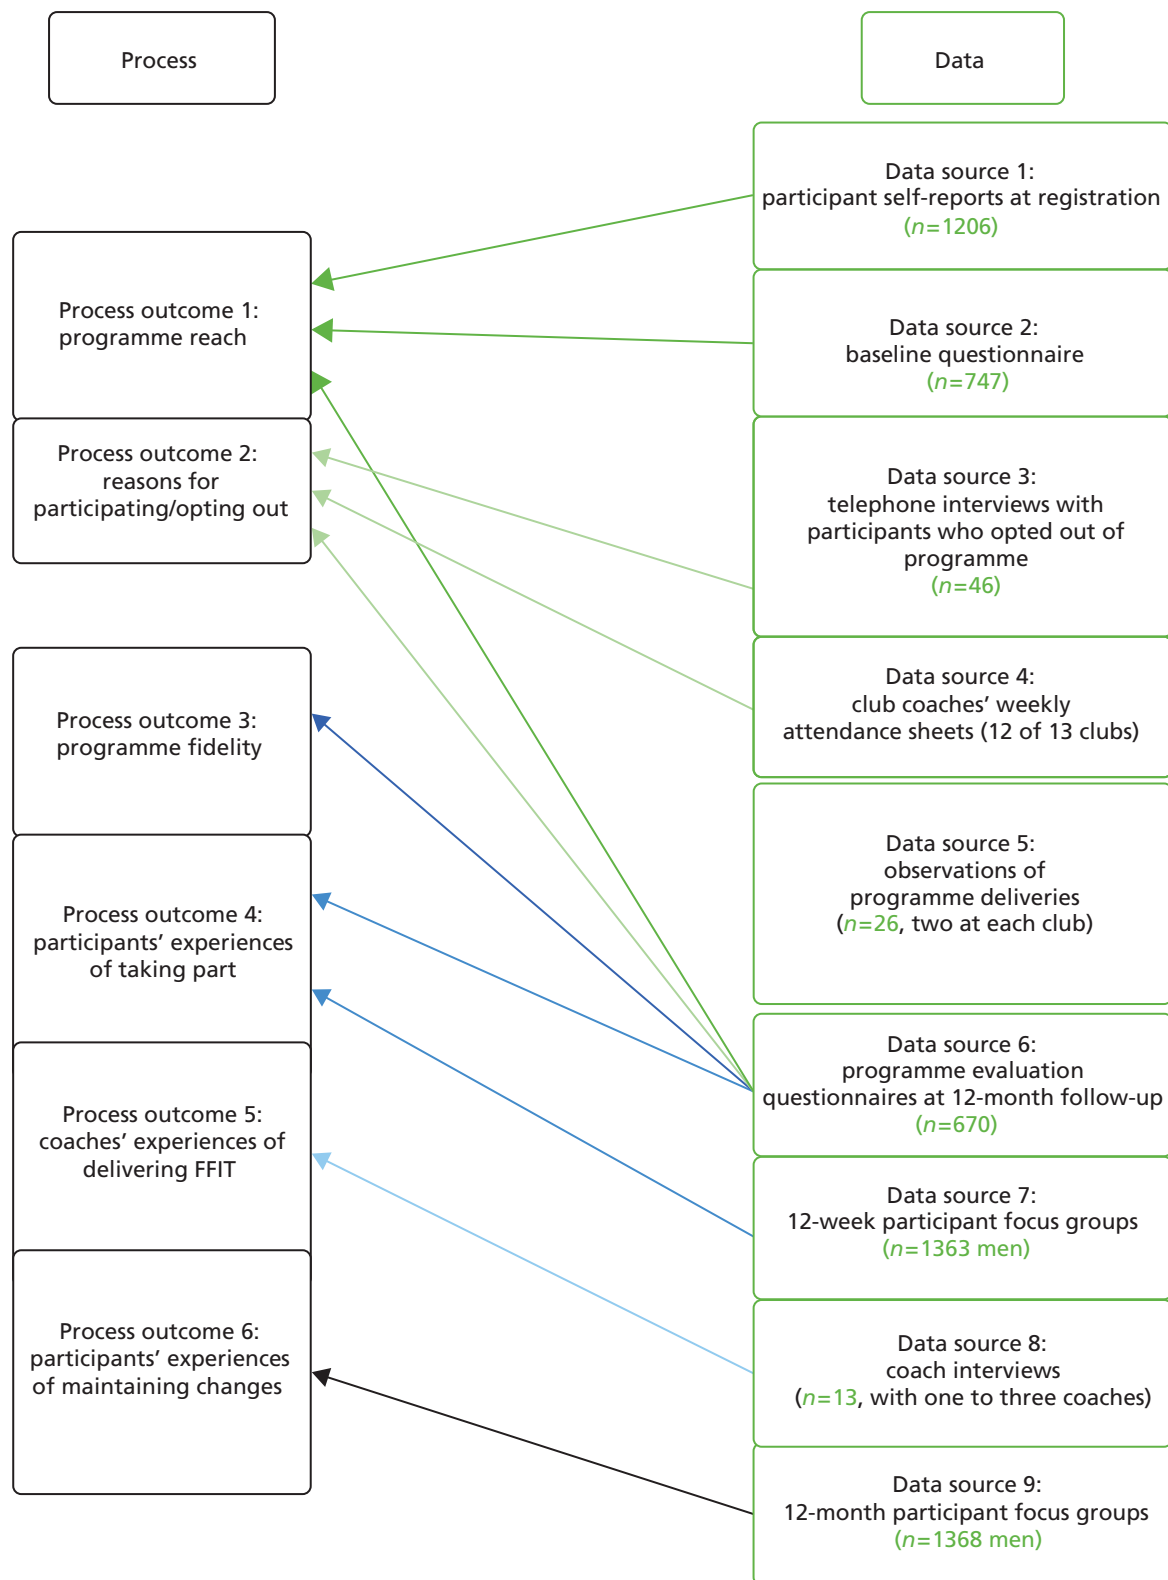 Process
Data
Process outcome 1:
programme reach
Process outcome 2:
reasons for
participating/opting out
Process outcome 3:
programme fidelity
Process outcome 4:
participants’ experiences
of taking part
Process outcome 5:
coaches’ experiences of
delivering FFIT
Process outcome 6:
participants’ experiences
of maintaining changes
Data source 1:
participant self-reports at registration
(n=1206)
Data source 2:
baseline questionnaire
(n=747)
Data source 3:
telephone interviews with
participants who opted out of
programme
(n=46)
Data source 4:
club coaches’ weekly
attendance sheets (12 of 13 clubs)
Data source 5:
observations of
programme deliveries
(n=26, two at each club)
Data source 6:
programme evaluation
questionnaires at 12-month follow-up
(n=670)
Data source 7:
12-week participant focus groups
(n=1363 men)
Data source 8:
coach interviews
(n=13, with one to three coaches)
Data source 9:
12-month participant focus groups
(n=1368 men)